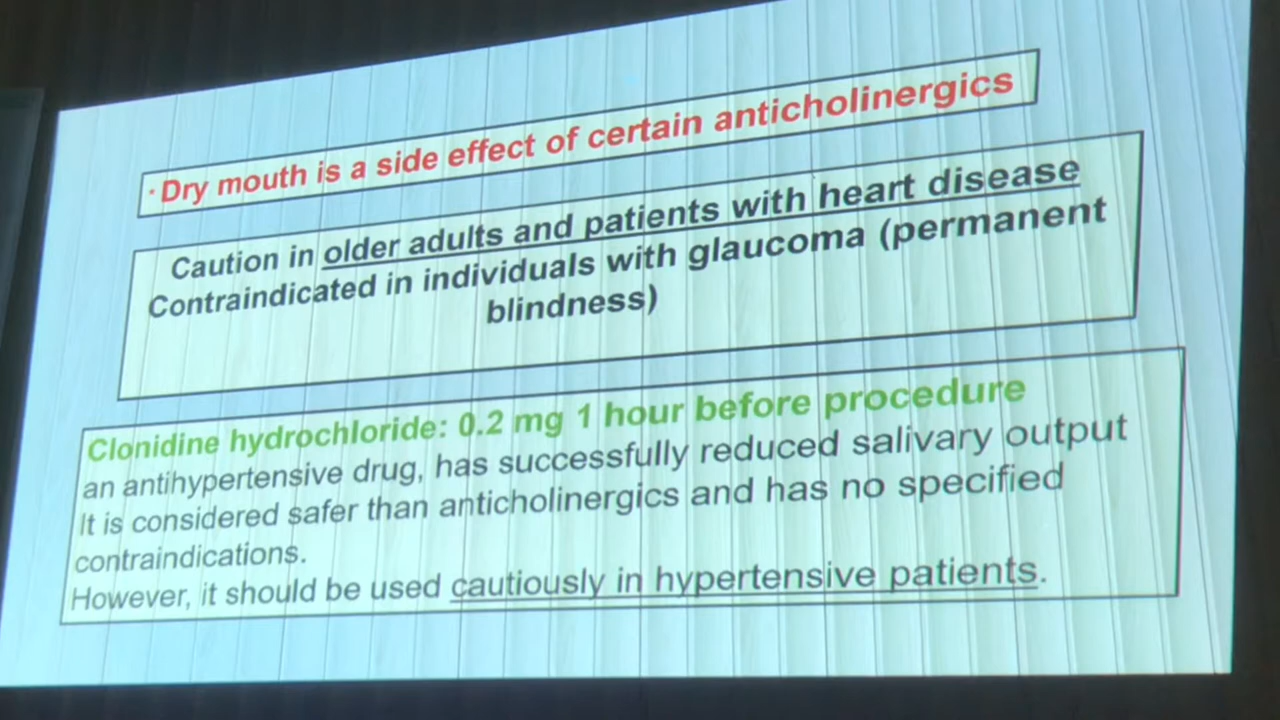 · Dry mouth is a side effect of certain anticholinergics
Caution in older adults and patients with heart disease
Contraindicated in individuals with glaucoma (permanent
blindness)
Clonidine hydrochloride: 0.2 mg 1 hour before procedure
an antihypertensive drug, has successfully reduced salivary output
It is considered safer than anticholinergics and has no specified
contraindications.
However, it should be used cautiously in hypertensive patients.